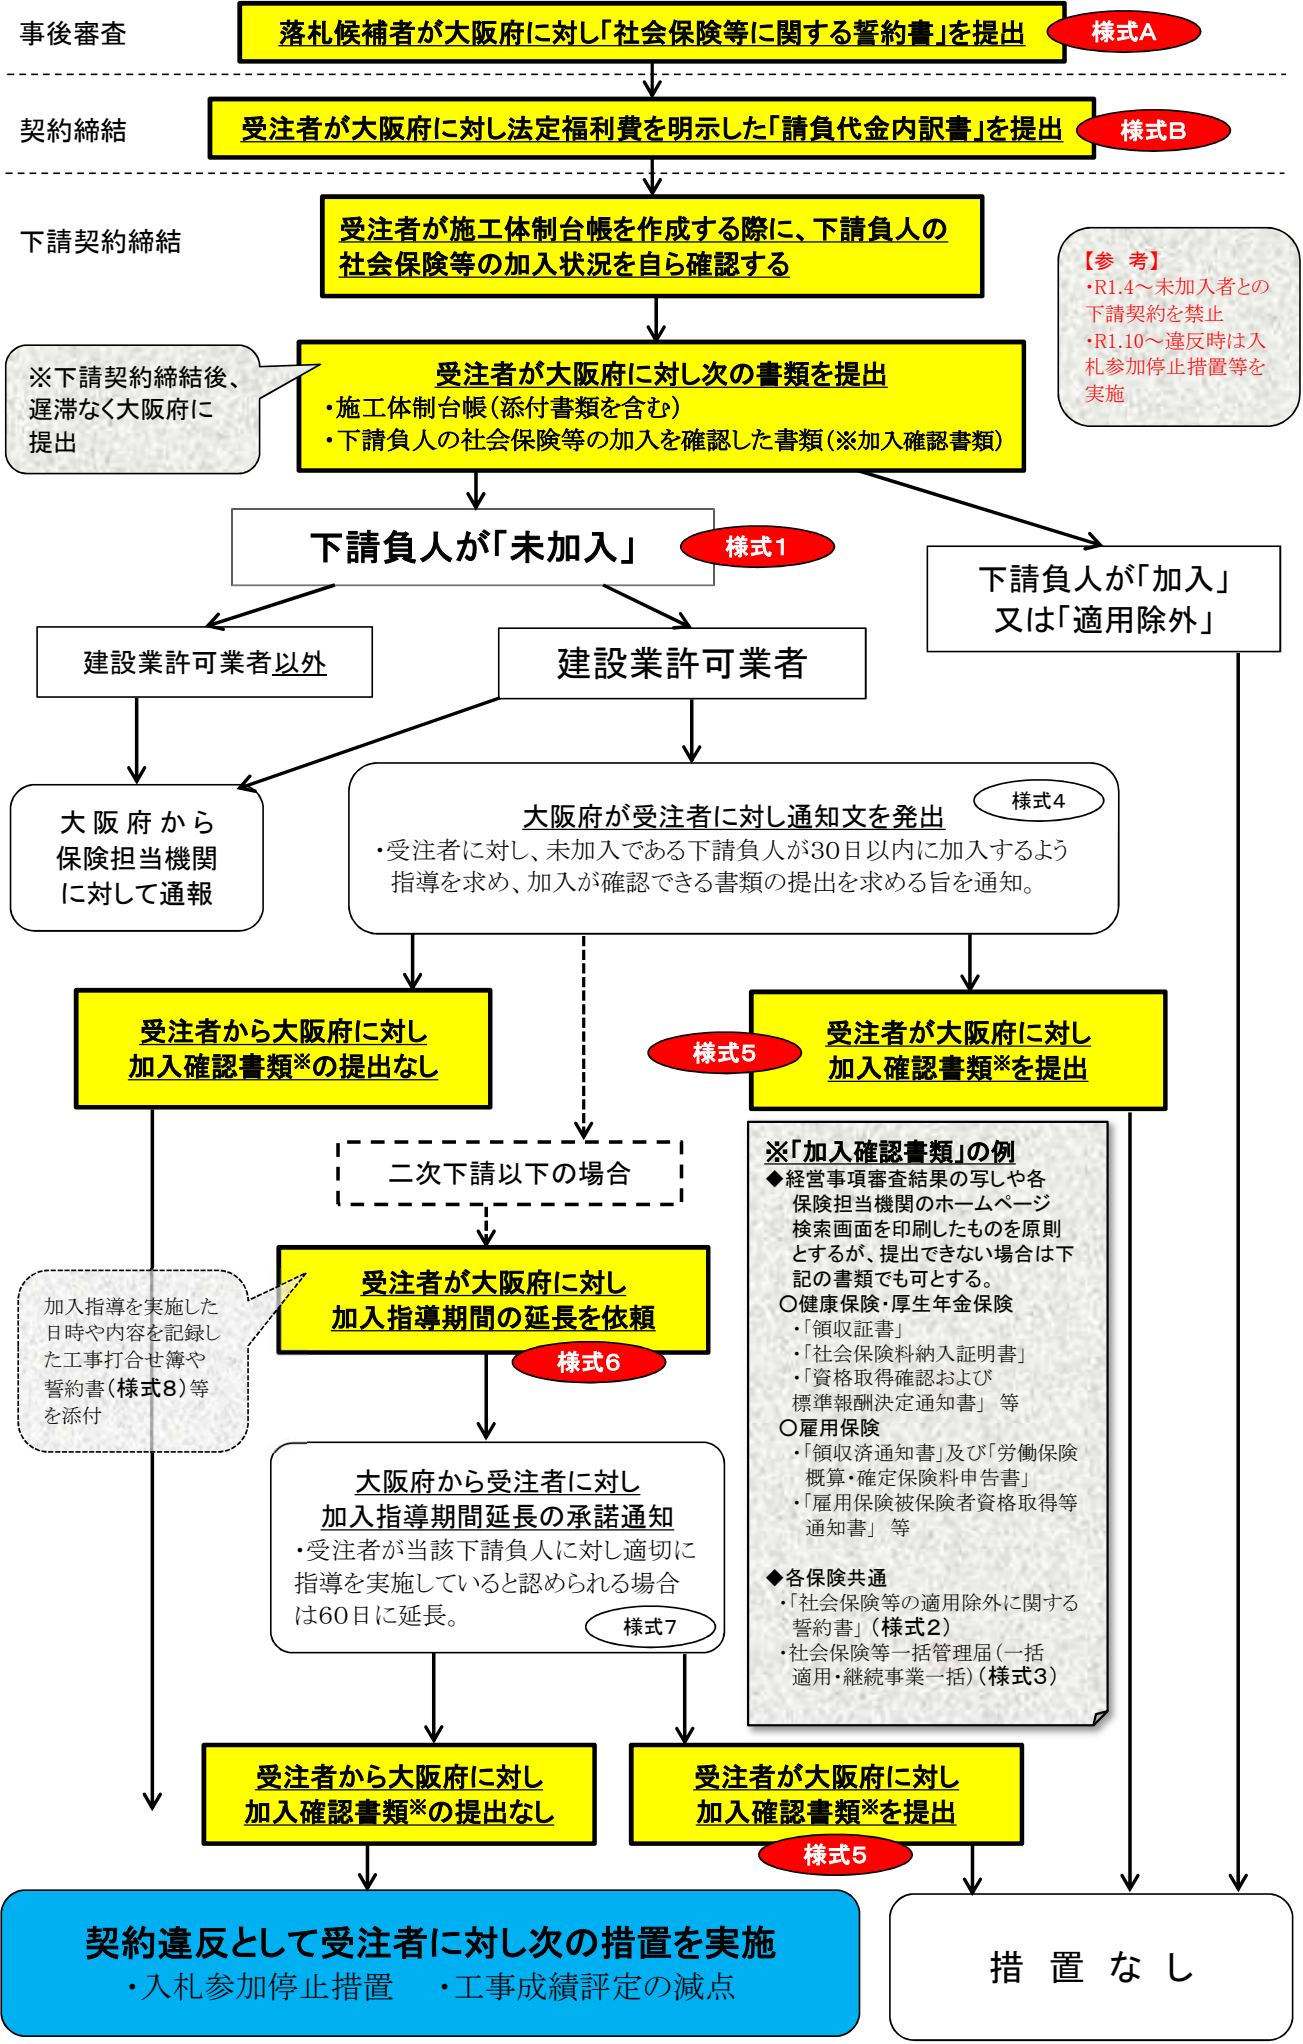 事後審査
落札候補者が大阪府に対し「社会保険等に関する誓約書」を提出
様式A
契約締結
受注者が大阪府に対し法定福利費を明示した「請負代金内訳書」を提出
様式B
下請契約締結
受注者が施工体制台帳を作成する際に、下請負人の
社会保険等の加入状況を自ら確認する
【参　考】
・R1.4～未加入者との
下請契約を禁止
・R1.10～違反時は入
札参加停止措置等を
実施
※下請契約締結後、
遅滞なく大阪府に
提出
受注者が大阪府に対し次の書類を提出
・施工体制台帳（添付書類を含む）
・下請負人の社会保険等の加入を確認した書類（※加入確認書類）
下請負人が「未加入」
様式1
下請負人が「加入」
又は「適用除外」
建設業許可業者以外
建設業許可業者
大阪府から
保険担当機関
に対して通報
様式4
大阪府が受注者に対し通知文を発出
・受注者に対し、未加入である下請負人が30日以内に加入するよう
指導を求め、加入が確認できる書類の提出を求める旨を通知。
受注者から大阪府に対し
加入確認書類※の提出なし
様式5
受注者が大阪府に対し
加入確認書類※を提出
二次下請以下の場合
受注者が大阪府に対し
加入指導期間の延長を依頼
様式6
加入指導を実施した
日時や内容を記録し
た工事打合せ簿や
誓約書（様式8）等
を添付
※「加入確認書類」の例
◆経営事項審査結果の写しや各
保険担当機関のホームページ
検索画面を印刷したものを原則
とするが、提出できない場合は下
記の書類でも可とする。
○健康保険・厚生年金保険
・「領収証書」
・「社会保険料納入証明書」
・「資格取得確認および
標準報酬決定通知書」 等
○雇用保険
・「領収済通知書」及び「労働保険
概算・確定保険料申告書」
・「雇用保険被保険者資格取得等
通知書」 等
◆各保険共通
・「社会保険等の適用除外に関する
誓約書」（様式2）
・社会保険等一括管理届（一括
適用・継続事業一括）（様式3）
大阪府から受注者に対し
加入指導期間延長の承諾通知
・受注者が当該下請負人に対し適切に
指導を実施していると認められる場合
は60日に延長。
様式7
受注者から大阪府に対し
加入確認書類※の提出なし
受注者が大阪府に対し
加入確認書類※を提出
様式5
契約違反として受注者に対し次の措置を実施
・入札参加停止措置　・工事成績評定の減点
措　置　な　し